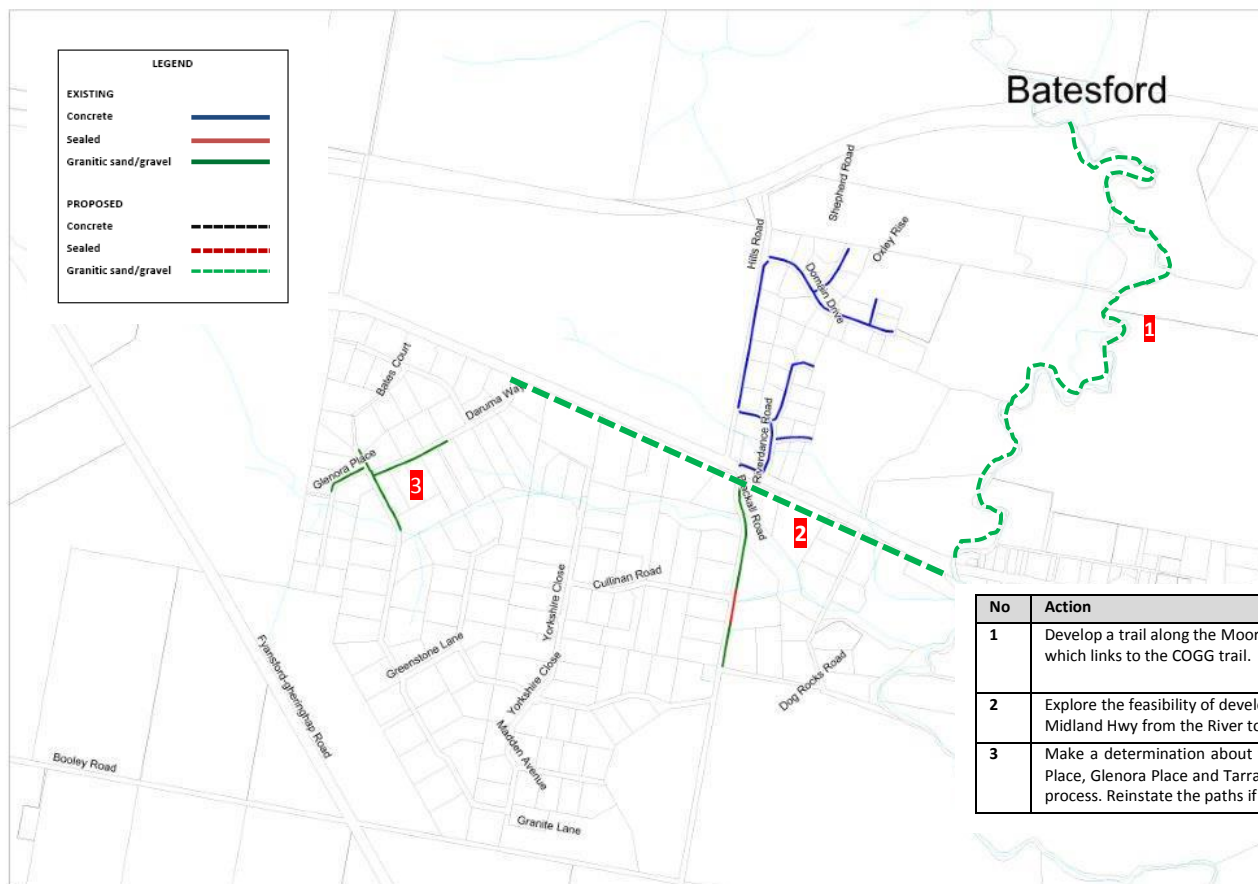 LEGEND
EXISTING
Concrete
Sealed
Granitic sand/gravel
PROPOSED
Concrete
Sealed
Granitic sand/gravel
Batesford
Shepherd Road
Oxley Rise
Hills Road
Domain Drive
1
Bates Court
Daruma Way
Riverdance Road
Glenora Place
3
Blackall Road
2
Cullinan Road
Yorkshire Close
Greenstone Lane
Yorkshire Close
Dog Rocks Road
Fyansford-gheringhap Road
Madden Avenue
Booley Road
Granite Lane
No Action
1 Develop a trail along the Moor
which links to the COGG trail.
2 Explore the feasibility of devel
Midland Hwy from the River to
3 Make a determination about
Place, Glenora Place and Tarra
process. Reinstate the paths if